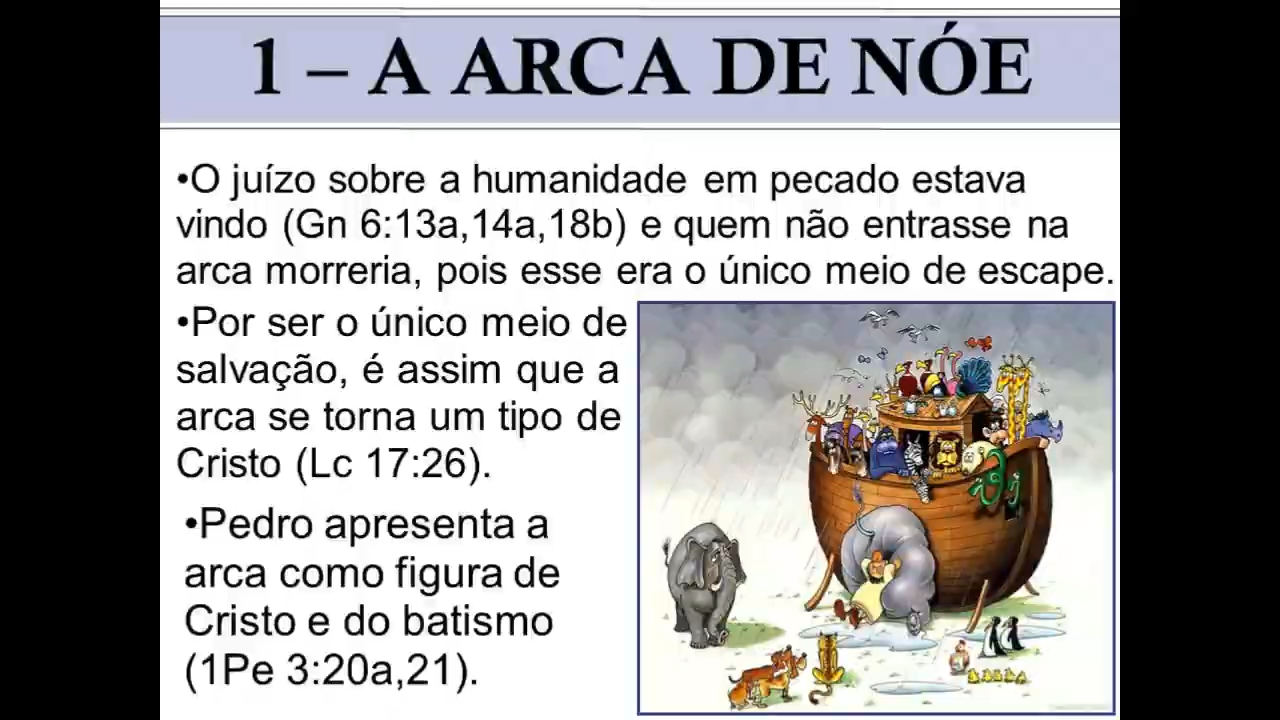 1 – A ARCA DE NÓE
•O juízo sobre a humanidade em pecado estava
vindo (Gn 6:13a,14a,18b) e quem não entrasse na
arca morreria, pois esse era o único meio de escape.
•Por ser o único meio de
salvação, é assim que a
arca se torna um tipo de
Cristo (Lc 17:26).
•Pedro apresenta a
arca como figura de
Cristo e do batismo
(1Pe 3:20a,21).